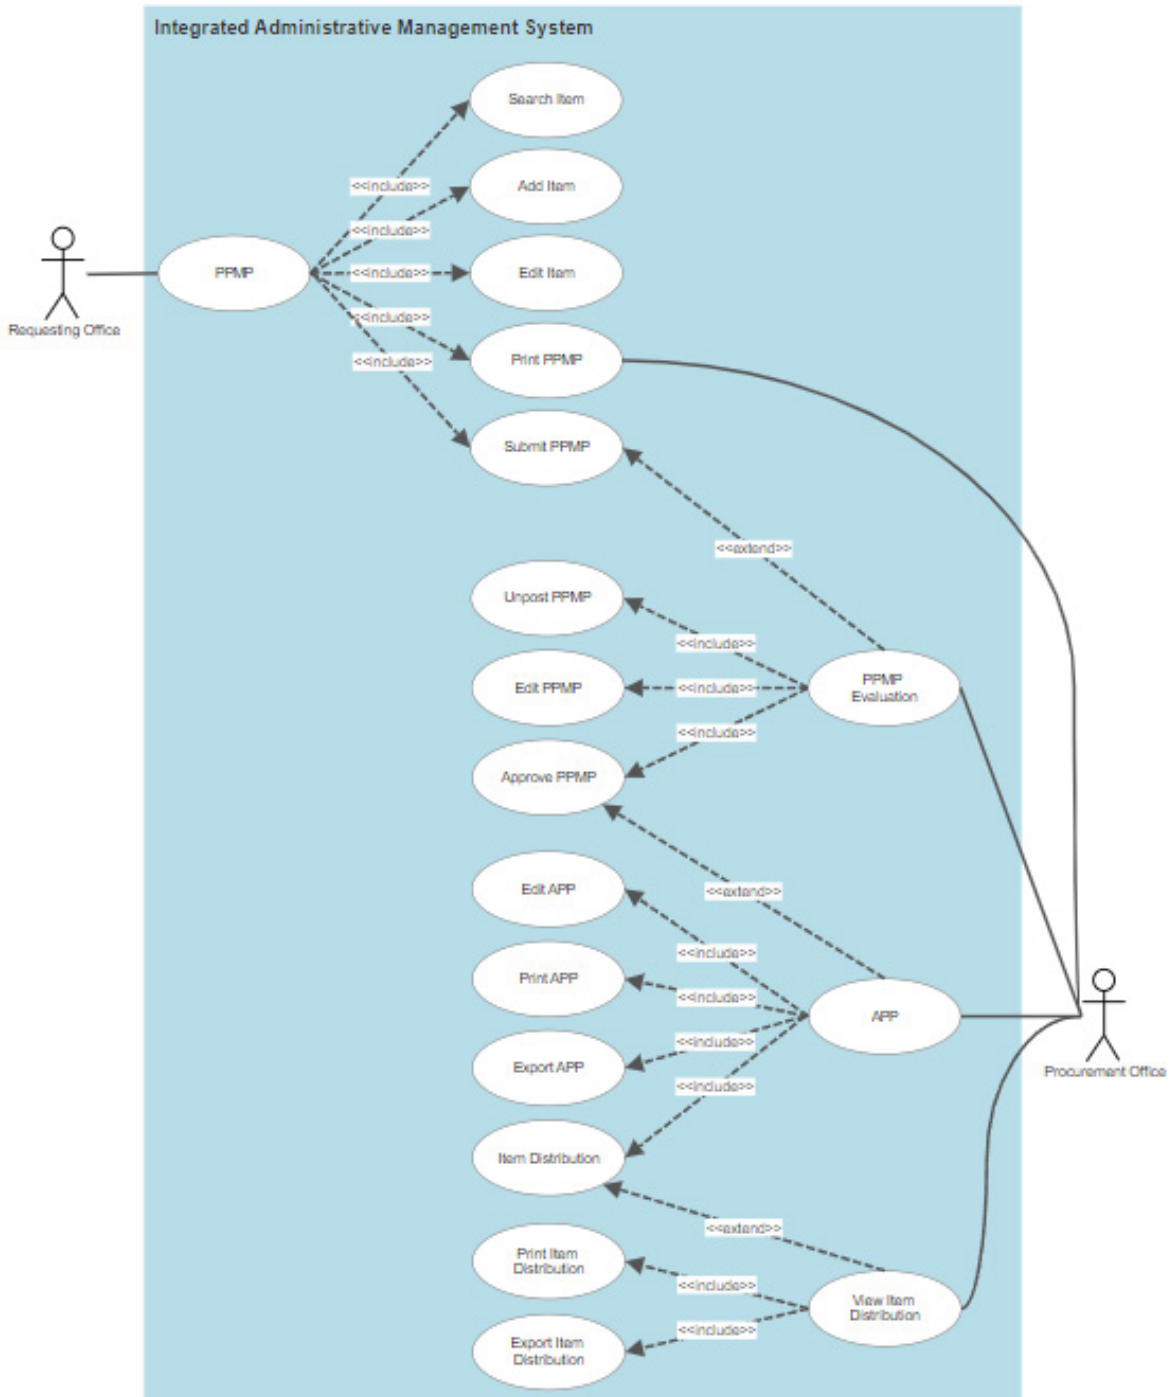 Integrated Administrative Management System
Search Item
<<include>>
Add Item
<<include>>
Requesting Office
PPMP
<<include>>
Edit Item
<<include>>
Print PPMP
<<include>>
Submit PPMP
<<extend>>
Unpost PPMP
<<include>>
Edit PPMP
<<include>>
PPMP
Evaluation
<<include>>
Approve PPMP
<<extend>>
Edit APP
<<include>>
Print APP
<<include>>
APP
Procurement Office
Export APP
<<include>>
<<include>>
Item Distribution
<<extend>>
Print Item
Distribution
<<include>>
View Item
Distribution
<<include>>
Export Item
Distribution